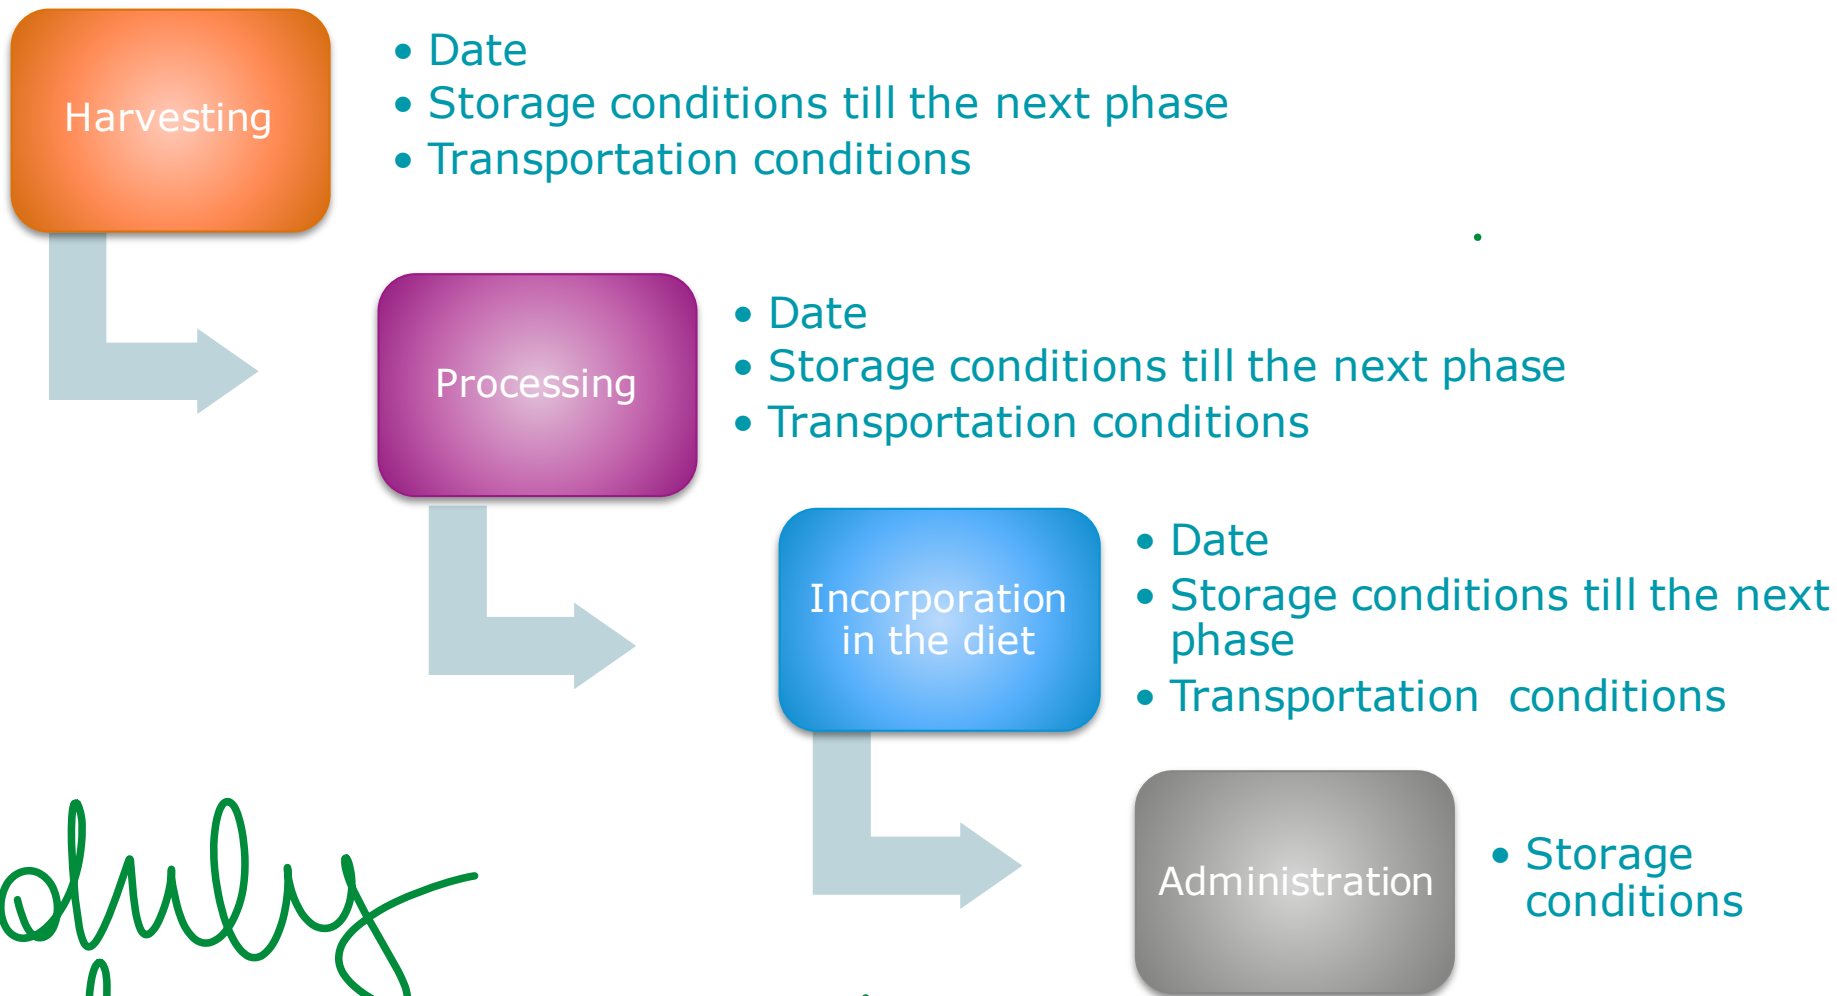 Harvesting
• Date
• Storage conditions till the next phase
• Transportation conditions
Processing
• Date
• Storage conditions till the next phase
• Transportation conditions
Incorporation
in the diet
• Date
• Storage conditions till the next
phase
• Transportation conditions
Administration
• Storage
conditions
duly